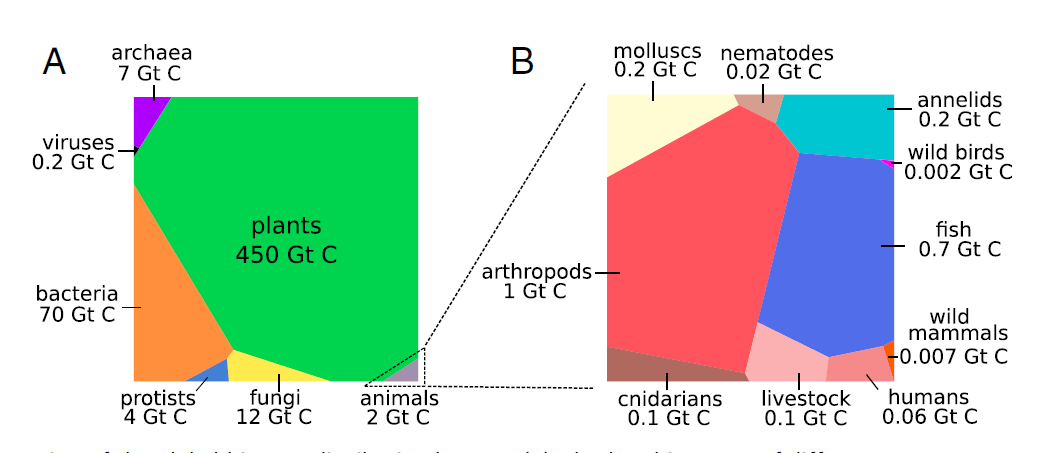 A
archaea
7 Gt C
viruses
0.2 Gt C
plants
450 Gt C
bacteria
70 Gt C
protists
4 Gt C
fungi
12 Gt C
animals
2 Gt C
B
molluscs
0.2 Gt C
nematodes
0.02 Gt C
annelids
0.2 Gt C
wild birds
0.002 Gt C
fish
0.7 Gt C
arthropods
1 Gt C
wild
mammals
0.007 Gt C
cnidarians
0.1 Gt C
livestock
0.1 Gt C
humans
0.06 Gt C